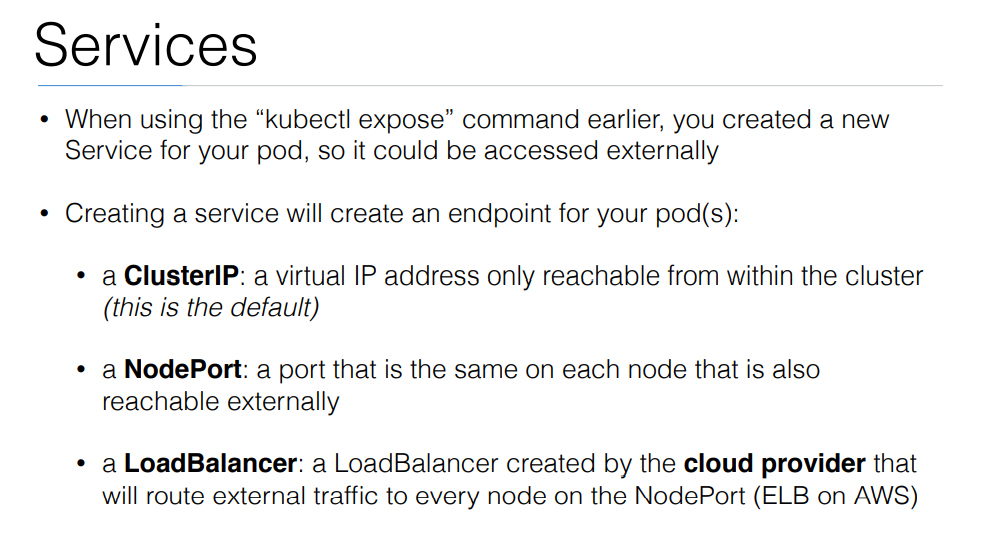 Services
• When using the “kubectl expose” command earlier, you created a new
Service for your pod, so it could be accessed externally
• Creating a service will create an endpoint for your pod(s):
• a ClusterIP: a virtual IP address only reachable from within the cluster
(this is the default)
• a NodePort: a port that is the same on each node that is also
reachable externally
• a LoadBalancer: a LoadBalancer created by the cloud provider that
will route external traffic to every node on the NodePort (ELB on AWS)